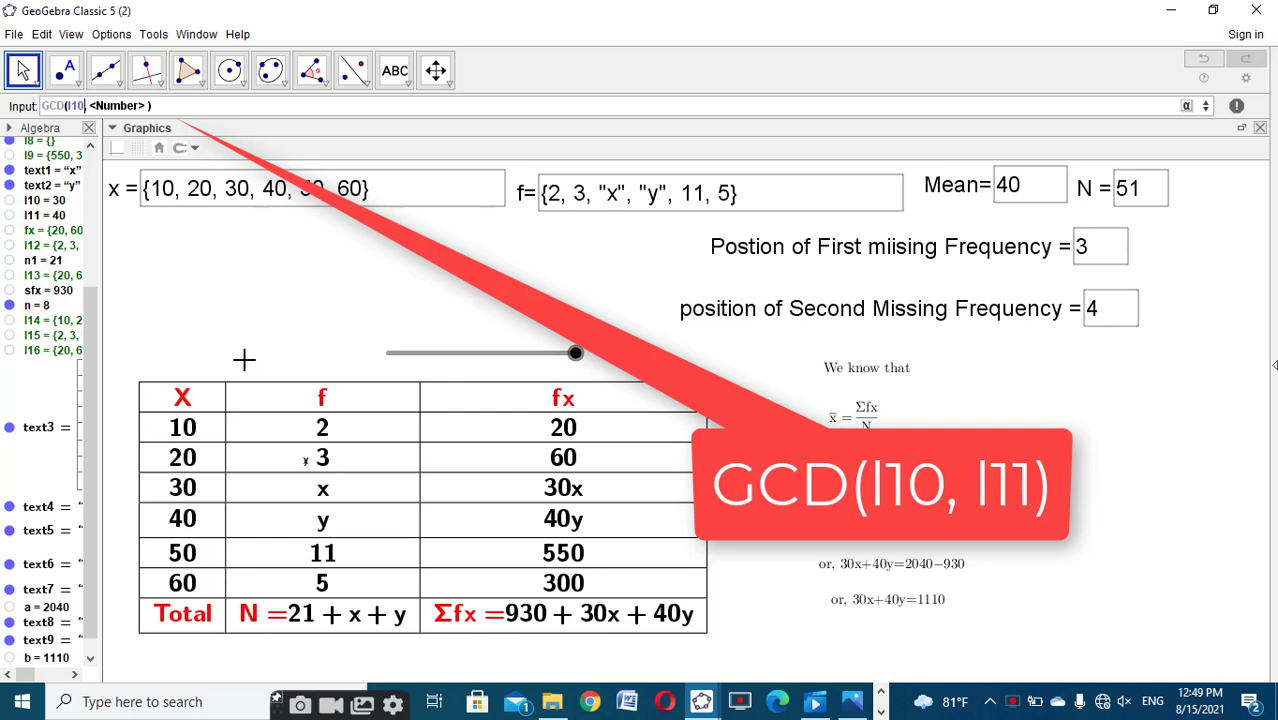 GeoGebra Classic 5 (2)
File Edit View Options Tools Window Help
Sign in
A
ABC
Input: GCD(l10, <Number> )
α
Algebra
Graphics
l8 = {}
l9 = {550, 3
text1 = “x”
text2 = “y”
l10 = 30
l11 = 40
fx = {20, 60
l12 = {2, 3,
n1 = 21
l13 = {20, 6
sfx = 930
n = 8
l14 = {10, 2
l15 = {2, 3,
l16 = {20, 6
text3 =
text4 = “
text5 = “
text6 = “
text7 = “
a = 2040
text8 = “
text9 = “
b = 1110
x = {10, 20, 30, 40, 50, 60}
f= {2, 3, "x", "y", 11, 5}
Mean= 40
N = 51
Postion of First miising Frequency = 3
position of Second Missing Frequency = 4
X f fx
10 2 20
20 3 60
30 x 30x
40 y 40y
50 11 550
60 5 300
Total N =21 + x + y Σfx =930 + 30x + 40y
We know that
x̅ = Σfx
N
GCD(l10, l11)
or, 30x+40y=2040−930
or, 30x+40y=1110
Type here to search
81°F
ENG
12:49 PM
8/15/2021
1
2